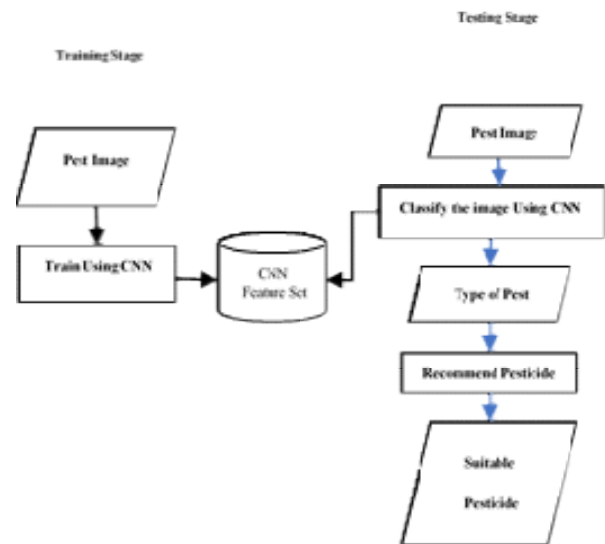 Testing Stage
Training Stage
Pest Image
Pest Image
Classify the image Using CNN
Train Using CNN
CNN
Feature Set
Type of Pest
Recommend Pesticide
Suitable
Pesticide